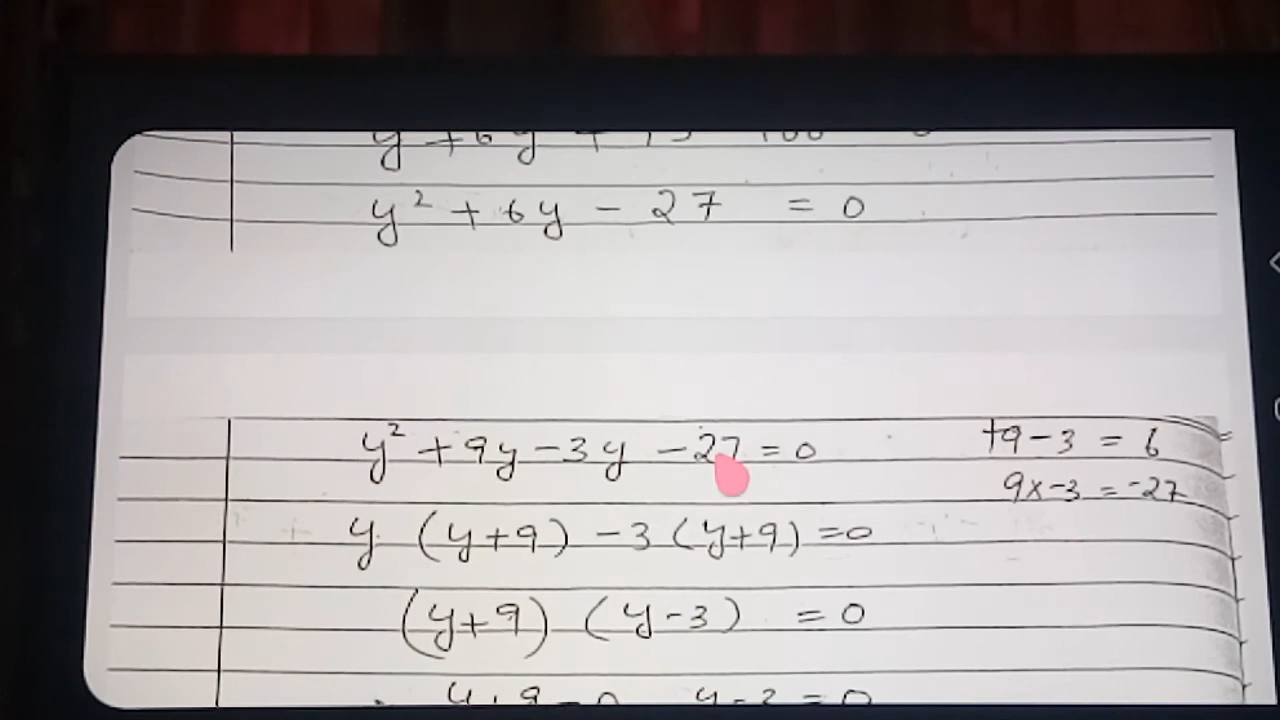 y² + 6y - 27 = 0
y² + 9y - 3y - 27 = 0
+9 - 3 = 6
9x-3 = -27
y (y+9) - 3 (y+9) = 0
(y+9) (y-3) = 0